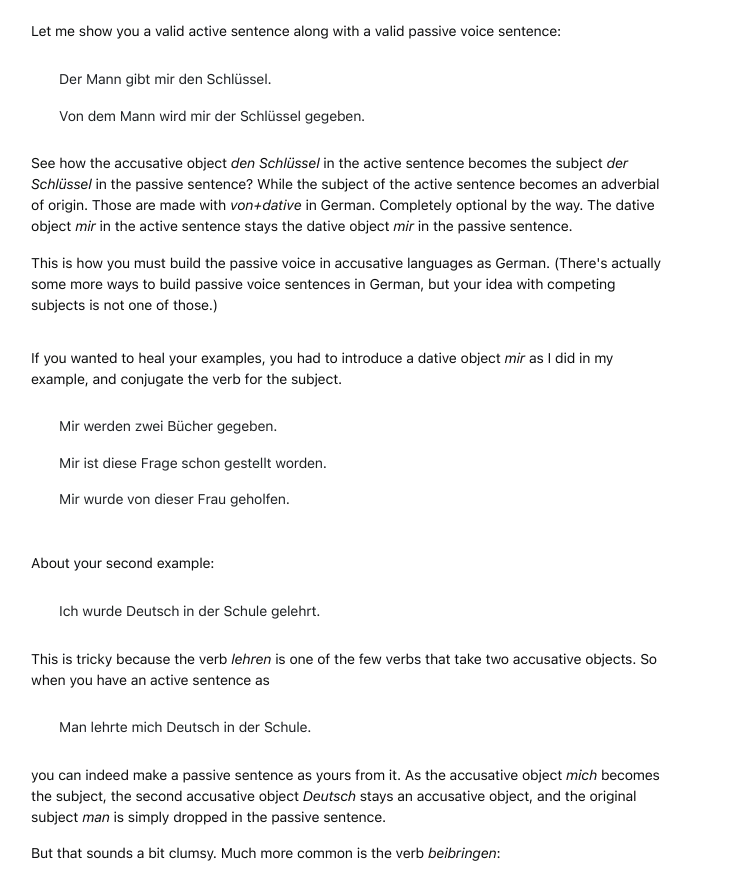 Let me show you a valid active sentence along with a valid passive voice sentence:
Der Mann gibt mir den Schlüssel.
Von dem Mann wird mir der Schlüssel gegeben.
See how the accusative object den Schlüssel in the active sentence becomes the subject der
Schlüssel in the passive sentence? While the subject of the active sentence becomes an adverbial
of origin. Those are made with von+dative in German. Completely optional by the way. The dative
object mir in the active sentence stays the dative object mir in the passive sentence.
This is how you must build the passive voice in accusative languages as German. (There's actually
some more ways to build passive voice sentences in German, but your idea with competing
subjects is not one of those.)
If you wanted to heal your examples, you had to introduce a dative object mir as I did in my
example, and conjugate the verb for the subject.
Mir werden zwei Bücher gegeben.
Mir ist diese Frage schon gestellt worden.
Mir wurde von dieser Frau geholfen.
About your second example:
Ich wurde Deutsch in der Schule gelehrt.
This is tricky because the verb lehren is one of the few verbs that take two accusative objects. So
when you have an active sentence as
Man lehrte mich Deutsch in der Schule.
you can indeed make a passive sentence as yours from it. As the accusative object mich becomes
the subject, the second accusative object Deutsch stays an accusative object, and the original
subject man is simply dropped in the passive sentence.
But that sounds a bit clumsy. Much more common is the verb beibringen: